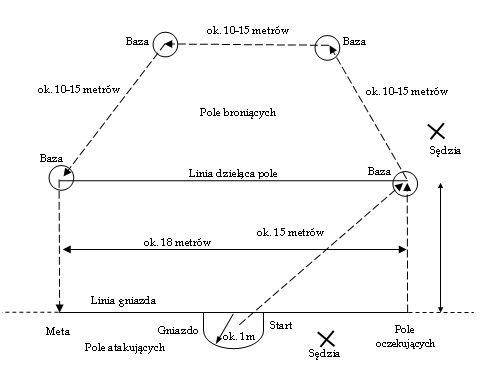 ok. 10-15 metrów
Baza
Baza
ok. 10-15 metrów
ok. 10-15 metrów
Pole broniących
Sędzia
Baza
Linia dzieląca pole
Baza
ok. 15 metrów
ok. 18 metrów
Linia gniazda
Meta
Gniazdo
ok. 1m
Start
Pole
oczekujących
Pole atakujących
Sędzia